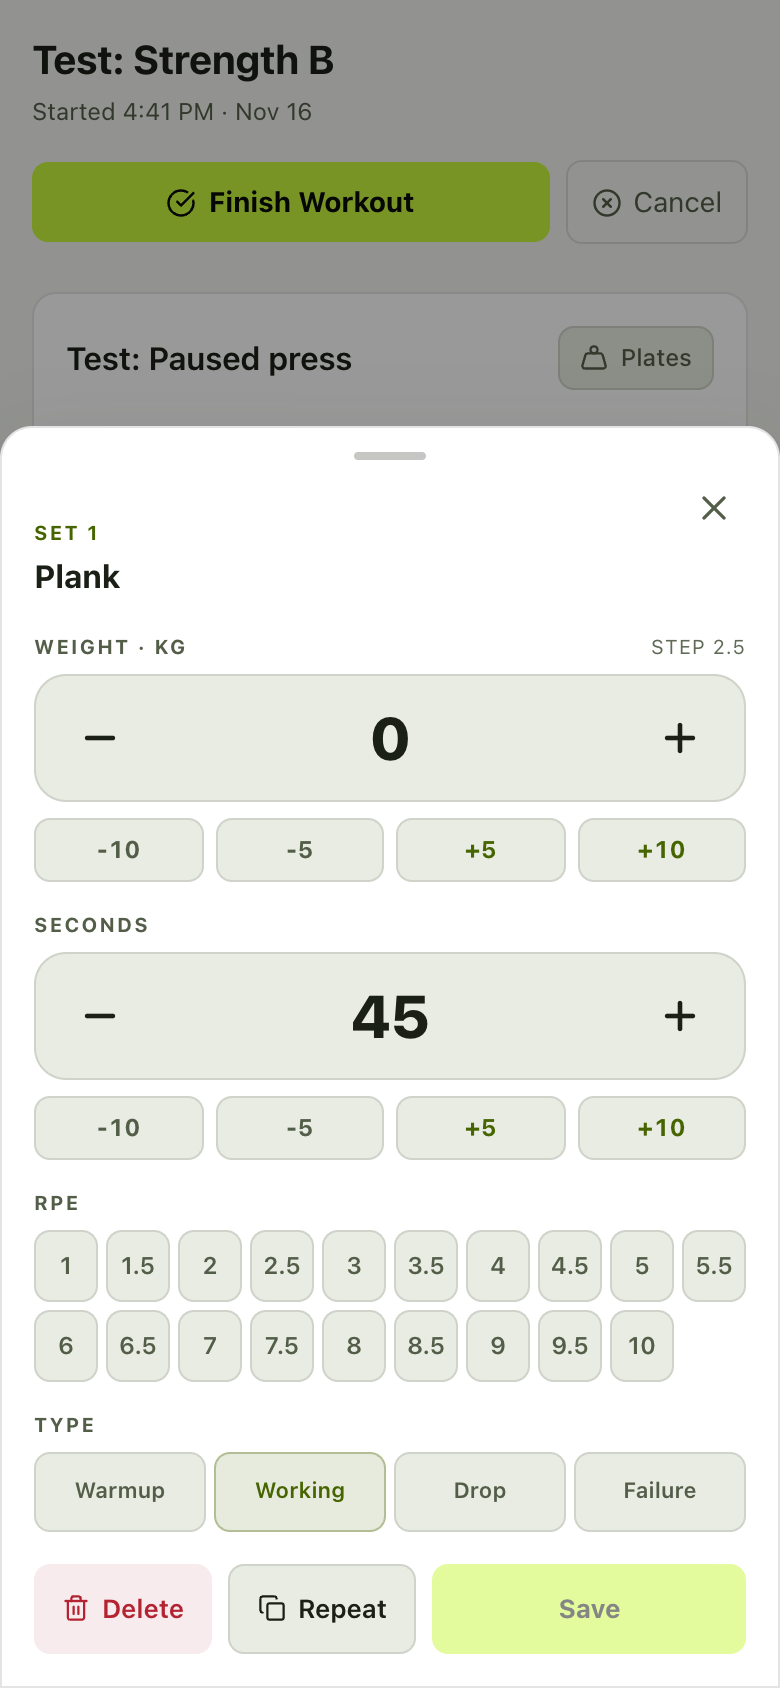 Test: Strength B
Started 4:41 PM · Nov 16
Finish Workout Cancel
Test: Paused press Plates
SET 1
Plank
WEIGHT · KG STEP 2.5
0
-10 -5 +5 +10
SECONDS
45
-10 -5 +5 +10
RPE
1 1.5 2 2.5 3 3.5 4 4.5 5 5.5
6 6.5 7 7.5 8 8.5 9 9.5 10
TYPE
Warmup Working Drop Failure
Delete Repeat Save